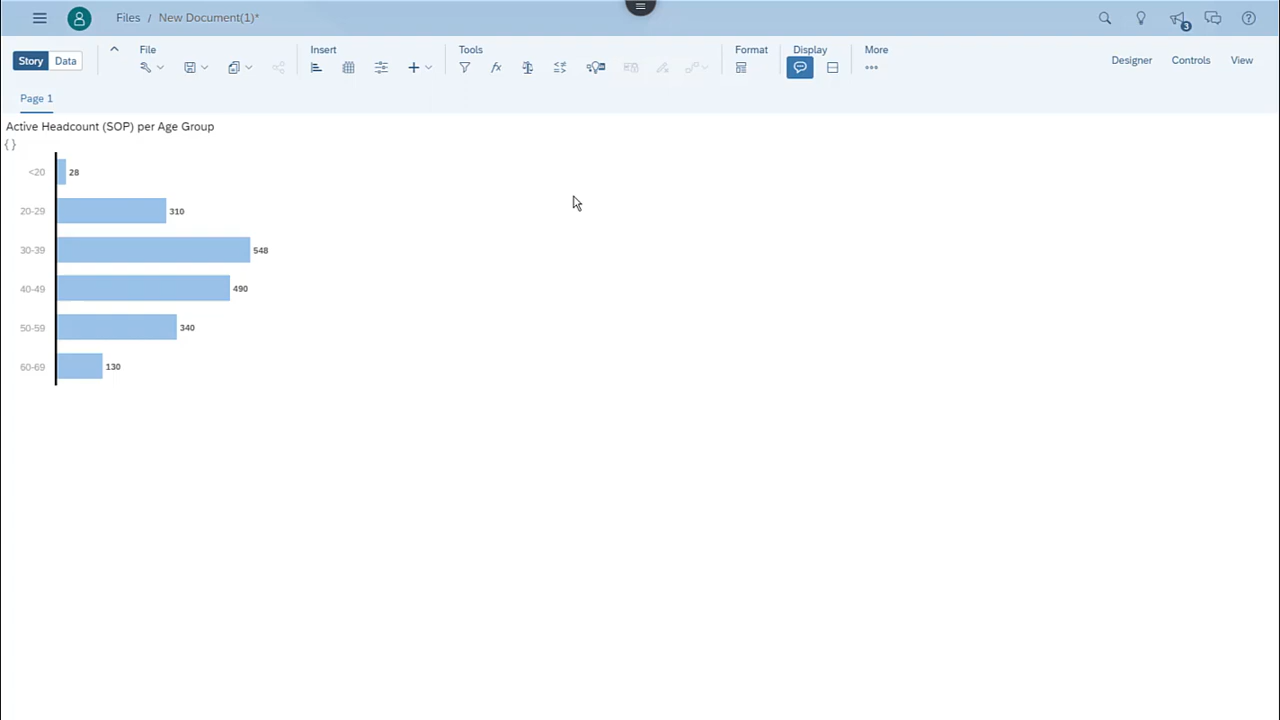 Files / New Document(1)*
3
Story Data
File
Insert
Tools
Format
Display
More
Designer Controls View
Page 1
Active Headcount (SOP) per Age Group
{ }
<20 28
20-29 310
30-39 548
40-49 490
50-59 340
60-69 130